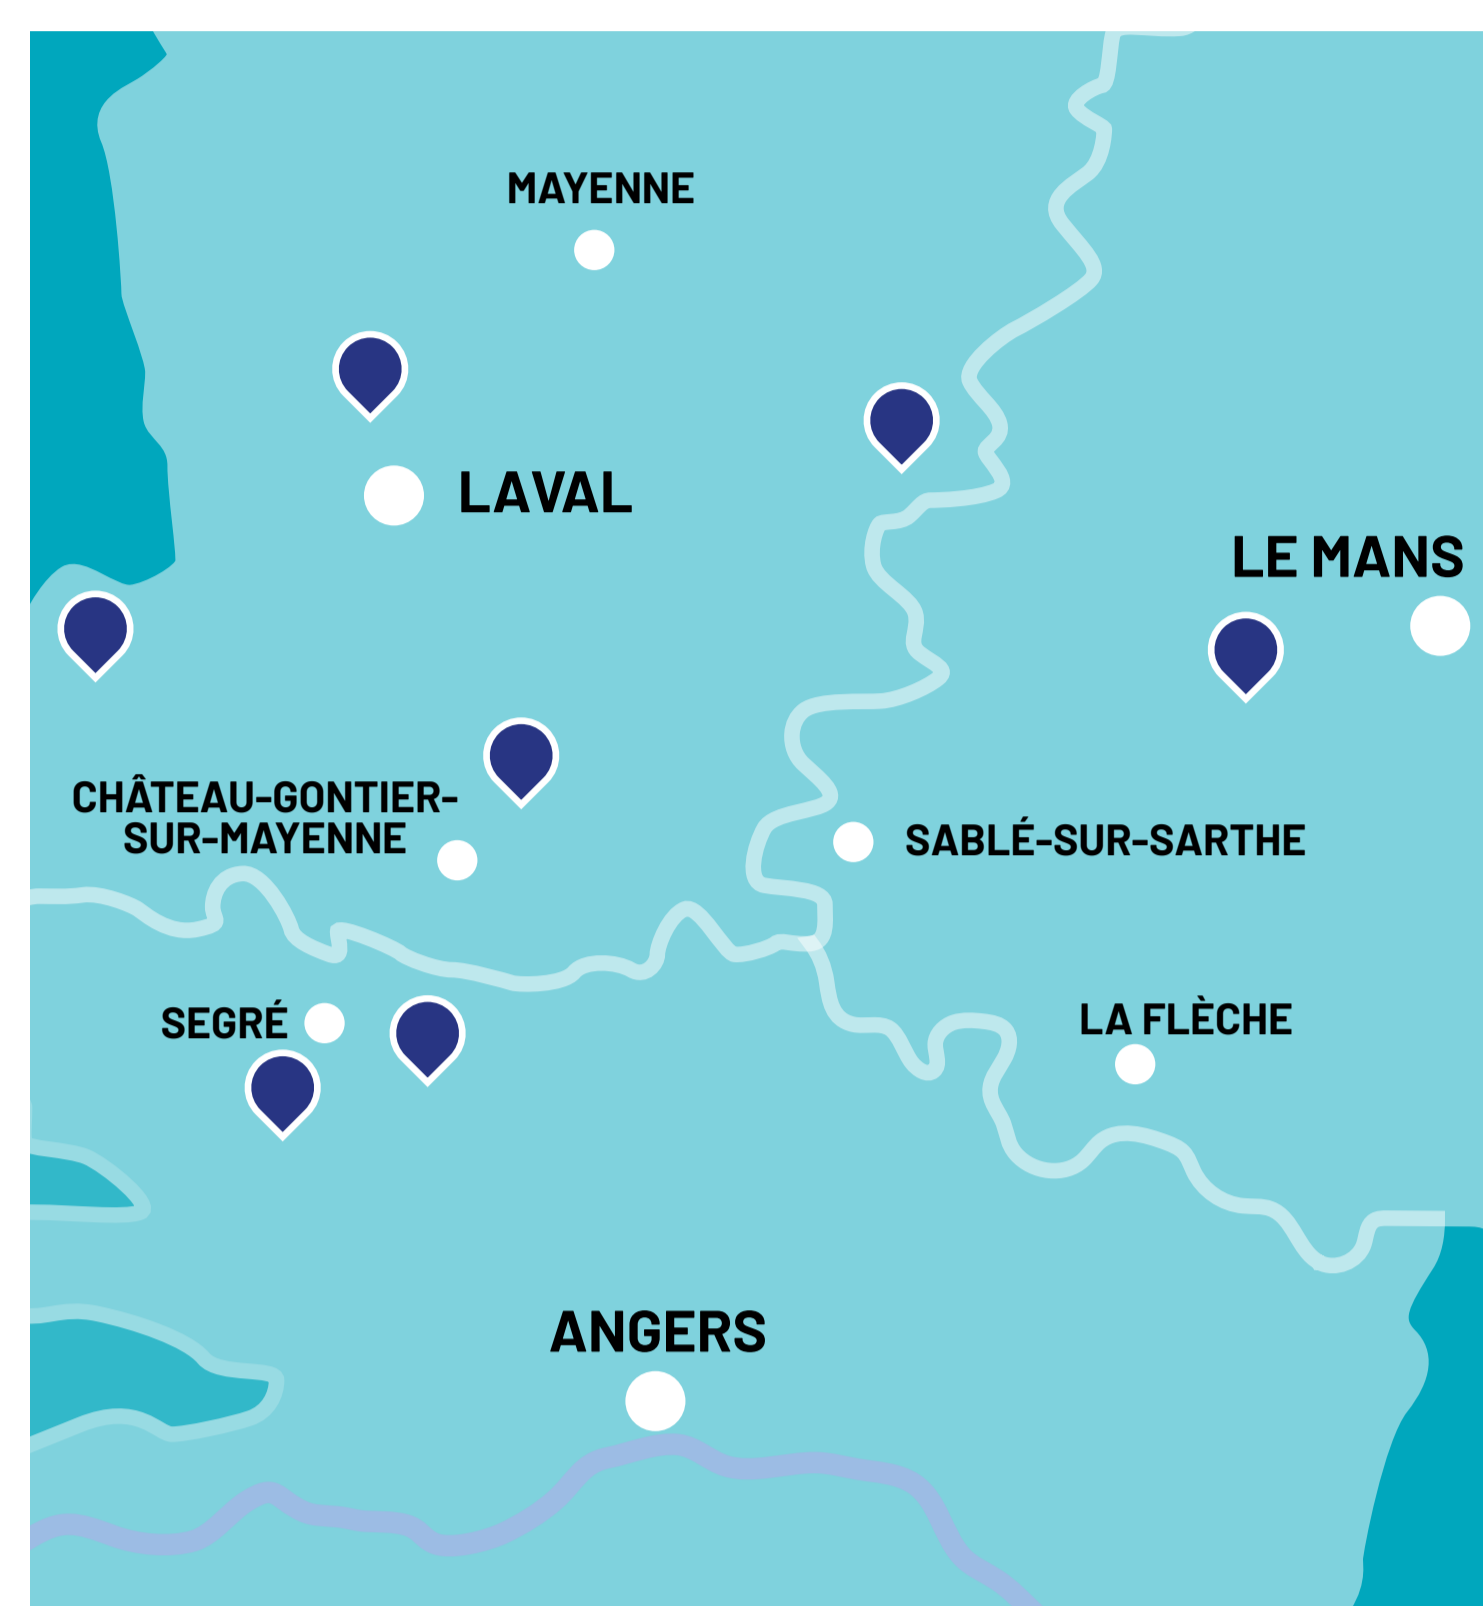 MAYENNE
LAVAL
LE MANS
CHÂTEAU-GONTIER-
SUR-MAYENNE
SABLÉ-SUR-SARTHE
SEGRÉ
LA FLÈCHE
ANGERS